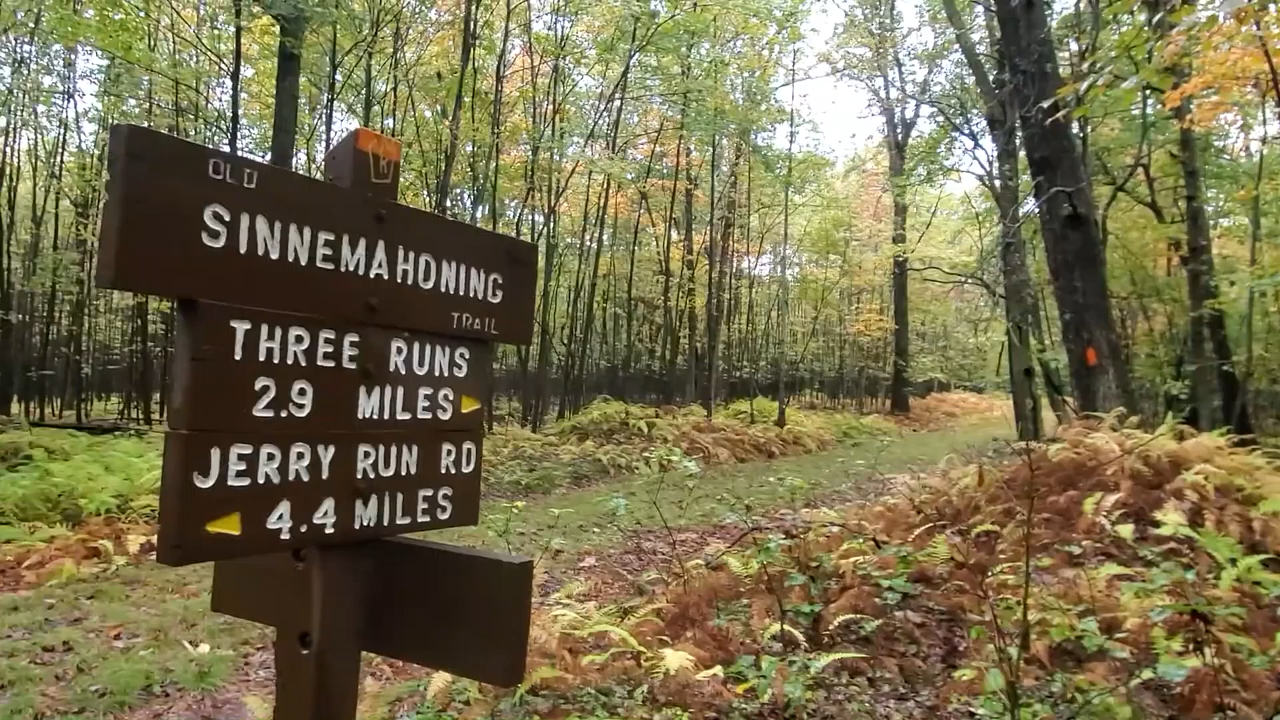 OLD
SINNEMAHONING
TRAIL
THREE RUNS
2.9 MILES
JERRY RUN RD
4.4 MILES